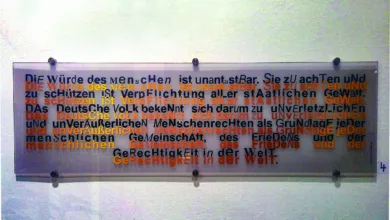 DiE WÜrde des MenscHen ist unantastBar. Sie zU AcHten UNd
zu scHützen ist VerpFlichtung alLer stAatlichen GeWalt.
DAs DeutsChe VoLk bekeNnt sich darum zu uNvErletzLichEn
uNd unVerÄußerlicheN MeNschenrecHten als GruNdlagE jeDer
menscHlichen GeMeinschAft, des FrieDeNs und der
GeRecHtigkeiT in der Welt.
4